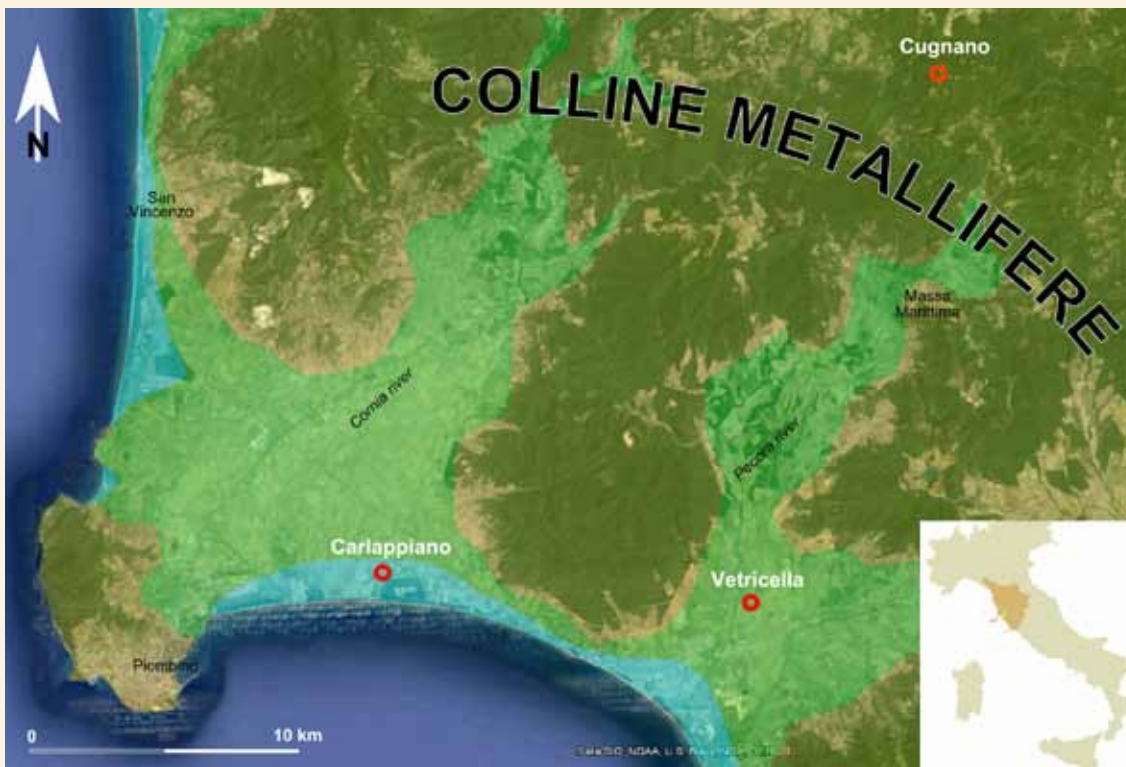 Cugnano
COLLINE METALLIFERE
N
San
Vincenzo
Massa
Marittima
Cornia river
Pecora river
Carlappiano
Vetricella
Piombino
0 10 km